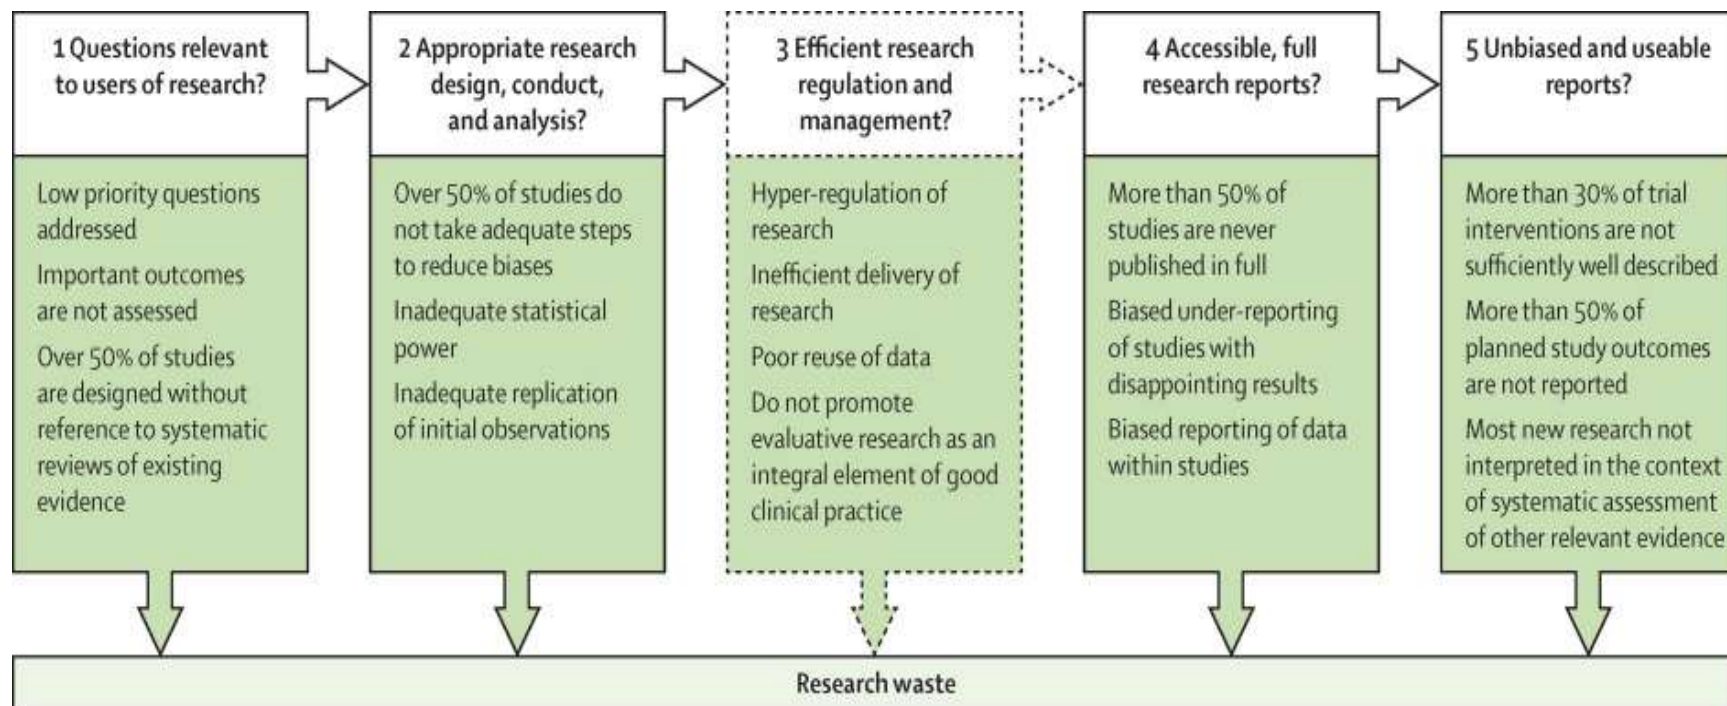 1 Questions relevant
to users of research?
Low priority questions
addressed
Important outcomes
are not assessed
Over 50% of studies
are designed without
reference to systematic
reviews of existing
evidence
2 Appropriate research
design, conduct,
and analysis?
Over 50% of studies do
not take adequate steps
to reduce biases
Inadequate statistical
power
Inadequate replication
of initial observations
3 Efficient research
regulation and
management?
Hyper-regulation of
research
Inefficient delivery of
research
Poor reuse of data
Do not promote
evaluative research as an
integral element of good
clinical practice
4 Accessible, full
research reports?
More than 50% of
studies are never
published in full
Biased under-reporting
of studies with
disappointing results
Biased reporting of data
within studies
5 Unbiased and useable
reports?
More than 30% of trial
interventions are not
sufficiently well described
More than 50% of
planned study outcomes
are not reported
Most new research not
interpreted in the context
of systematic assessment
of other relevant evidence
Research waste